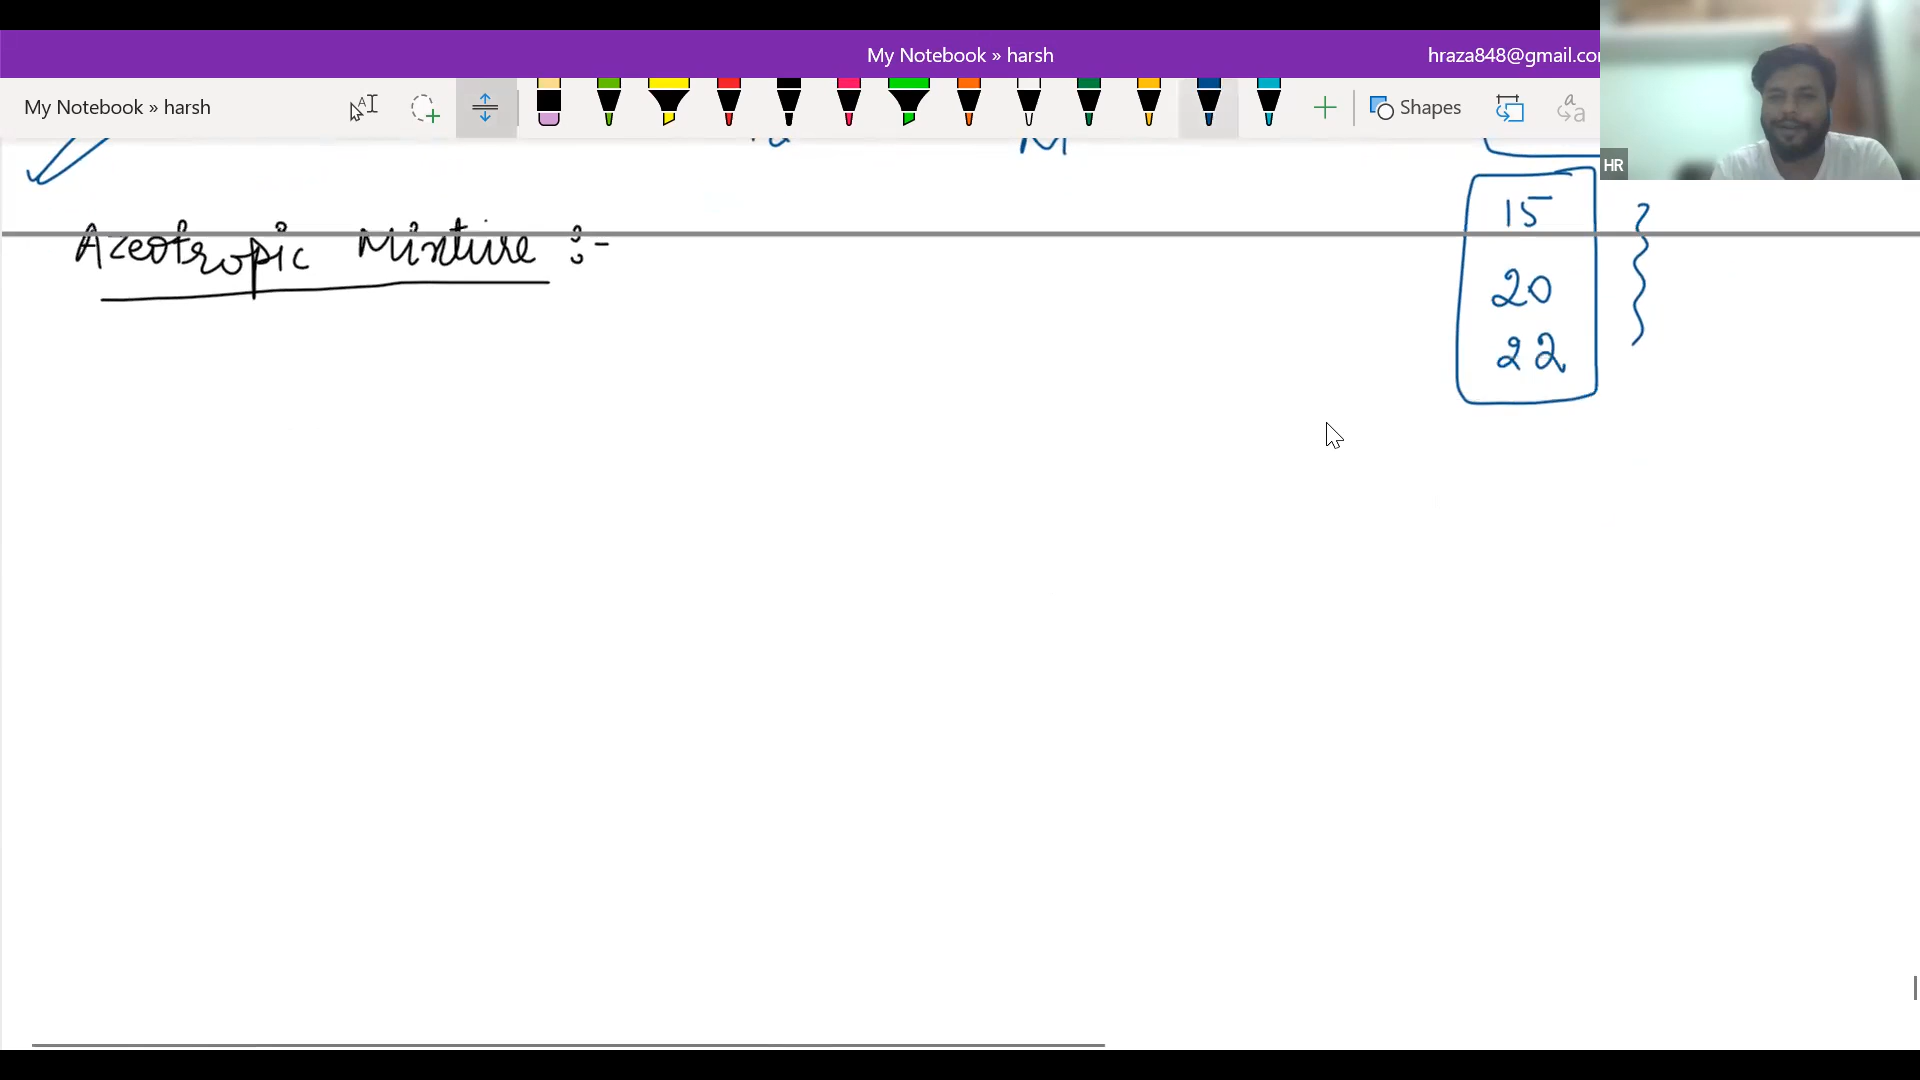 My Notebook » harsh
hraza848@gmail.co
My Notebook » harsh
Shapes
HR
Azeotropic Mixture :-
15
20
22